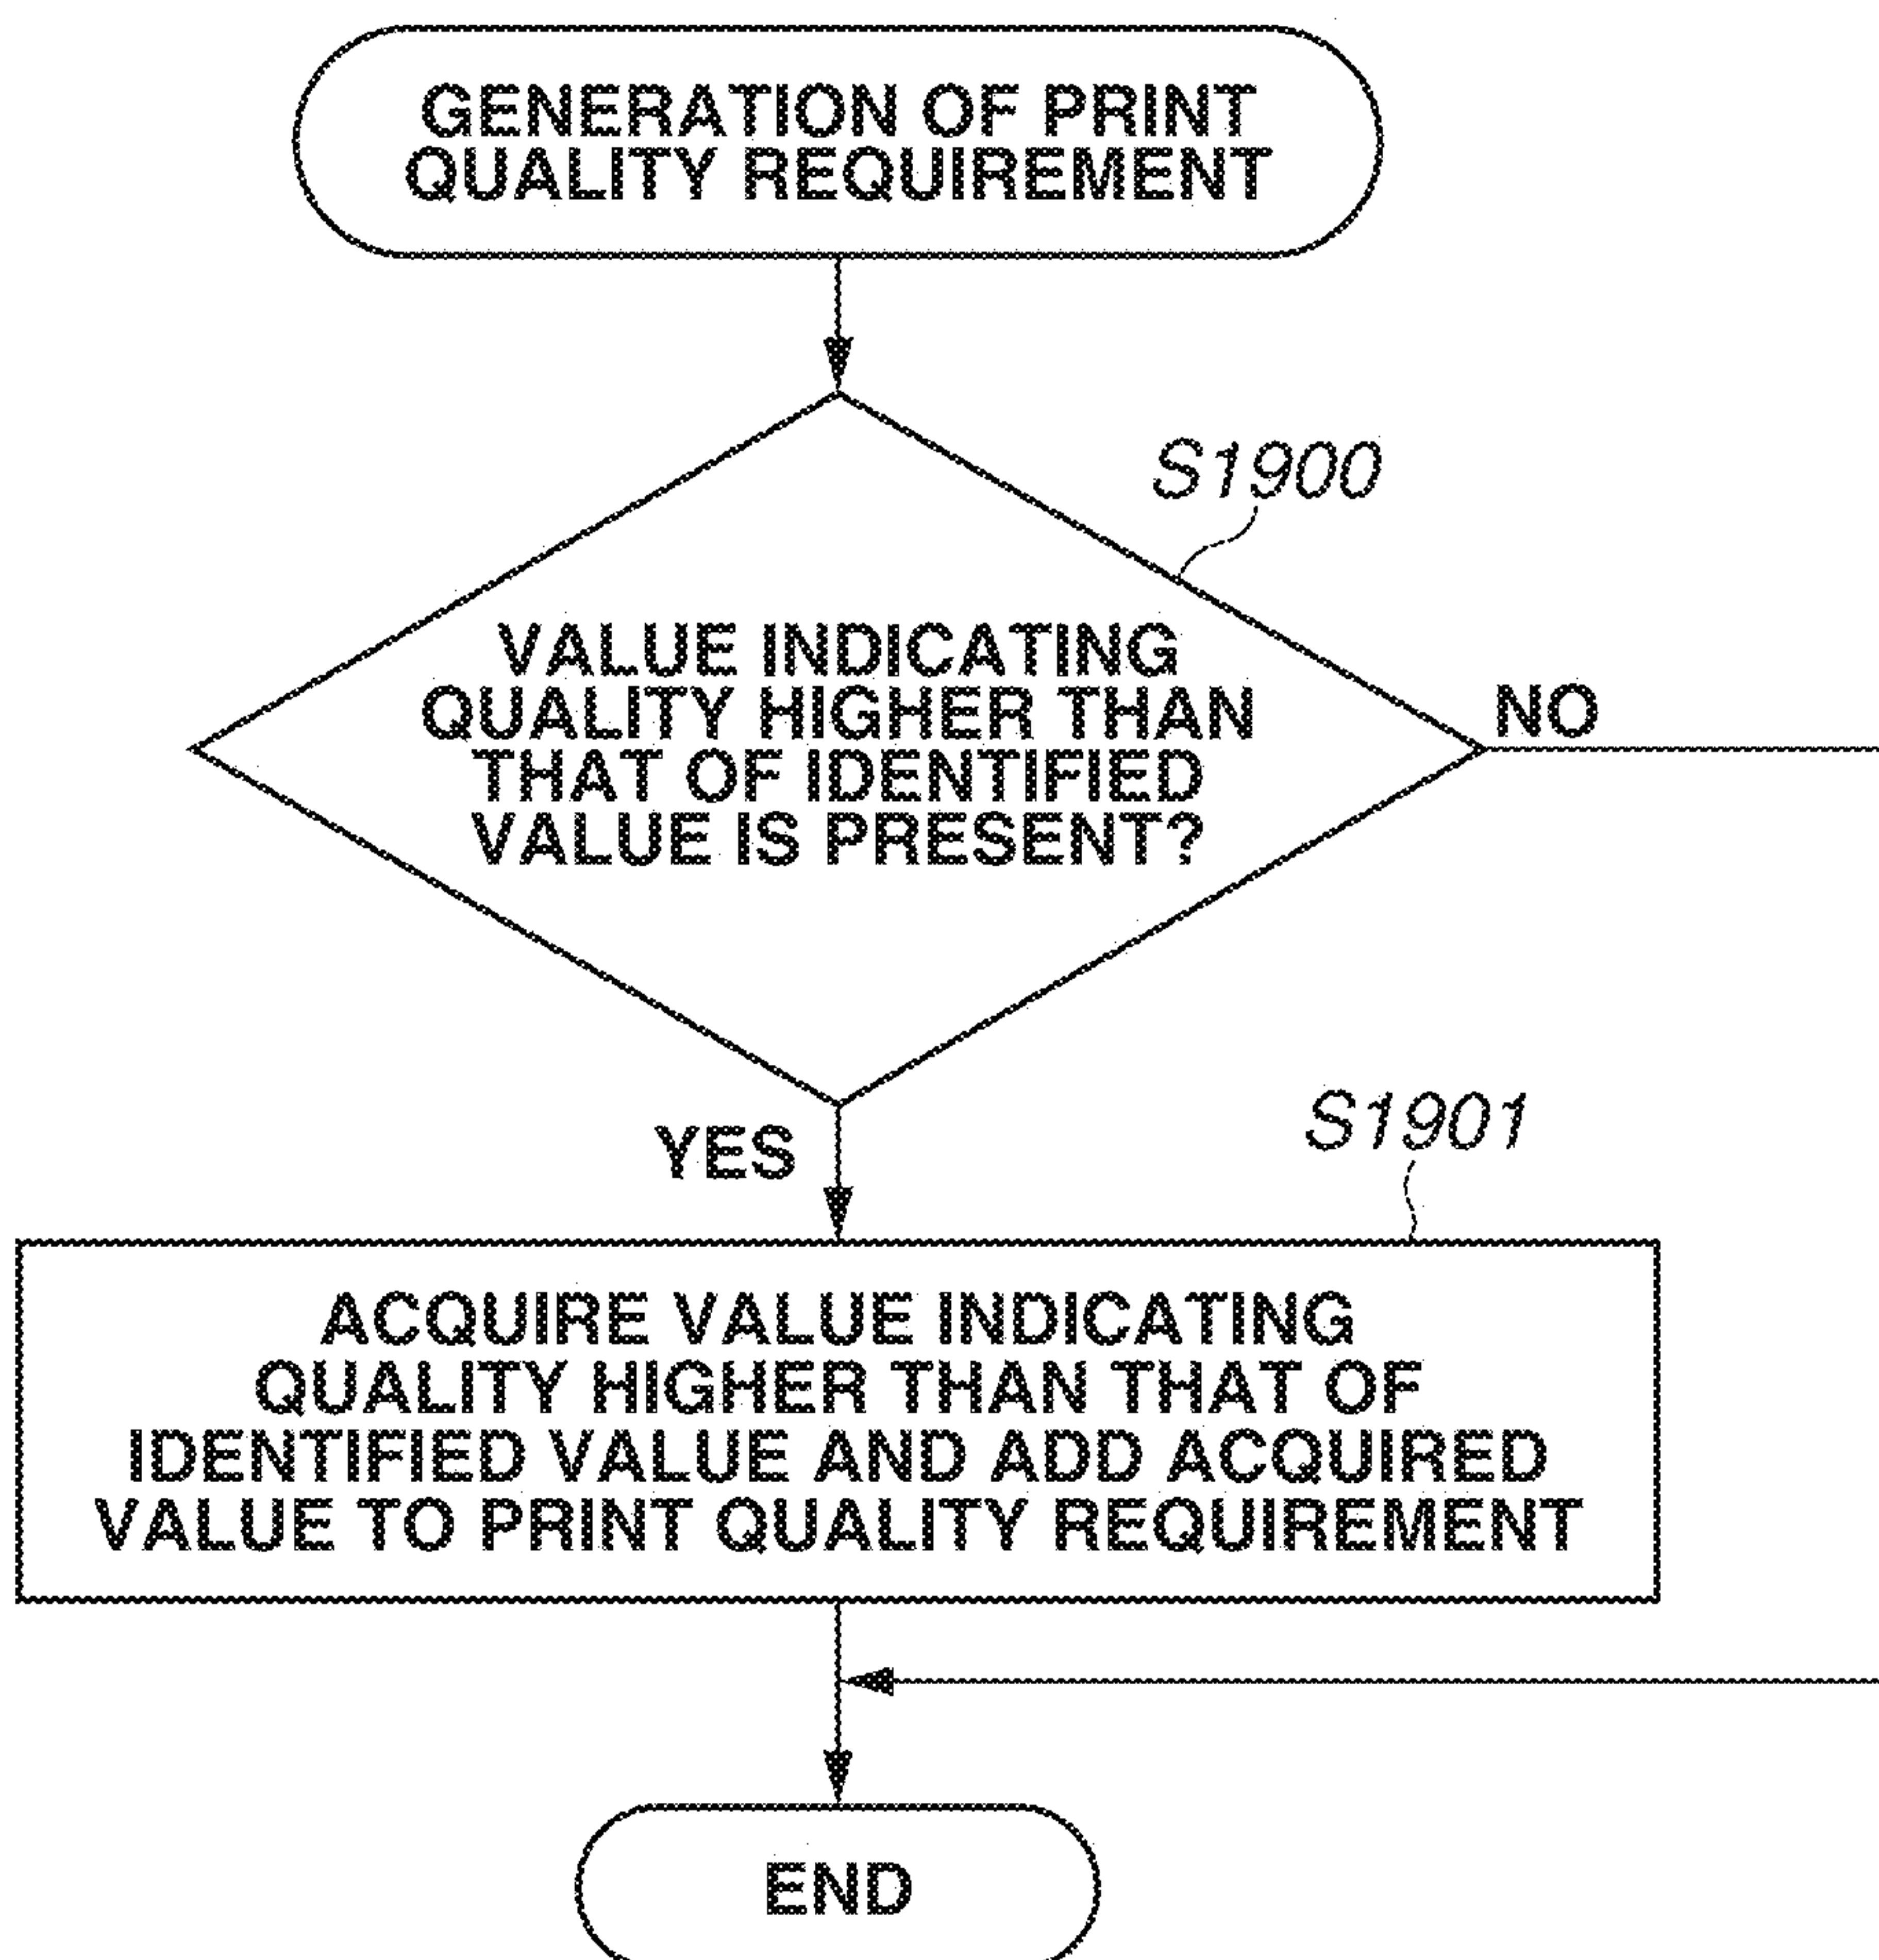 GENERATION OF PRINT
QUALITY REQUIREMENT
S1900
VALUE INDICATING
QUALITY HIGHER THAN
THAT OF IDENTIFIED
VALUE IS PRESENT?
NO
YES
S1901
ACQUIRE VALUE INDICATING
QUALITY HIGHER THAN THAT OF
IDENTIFIED VALUE AND ADD ACQUIRED
VALUE TO PRINT QUALITY REQUIREMENT
END